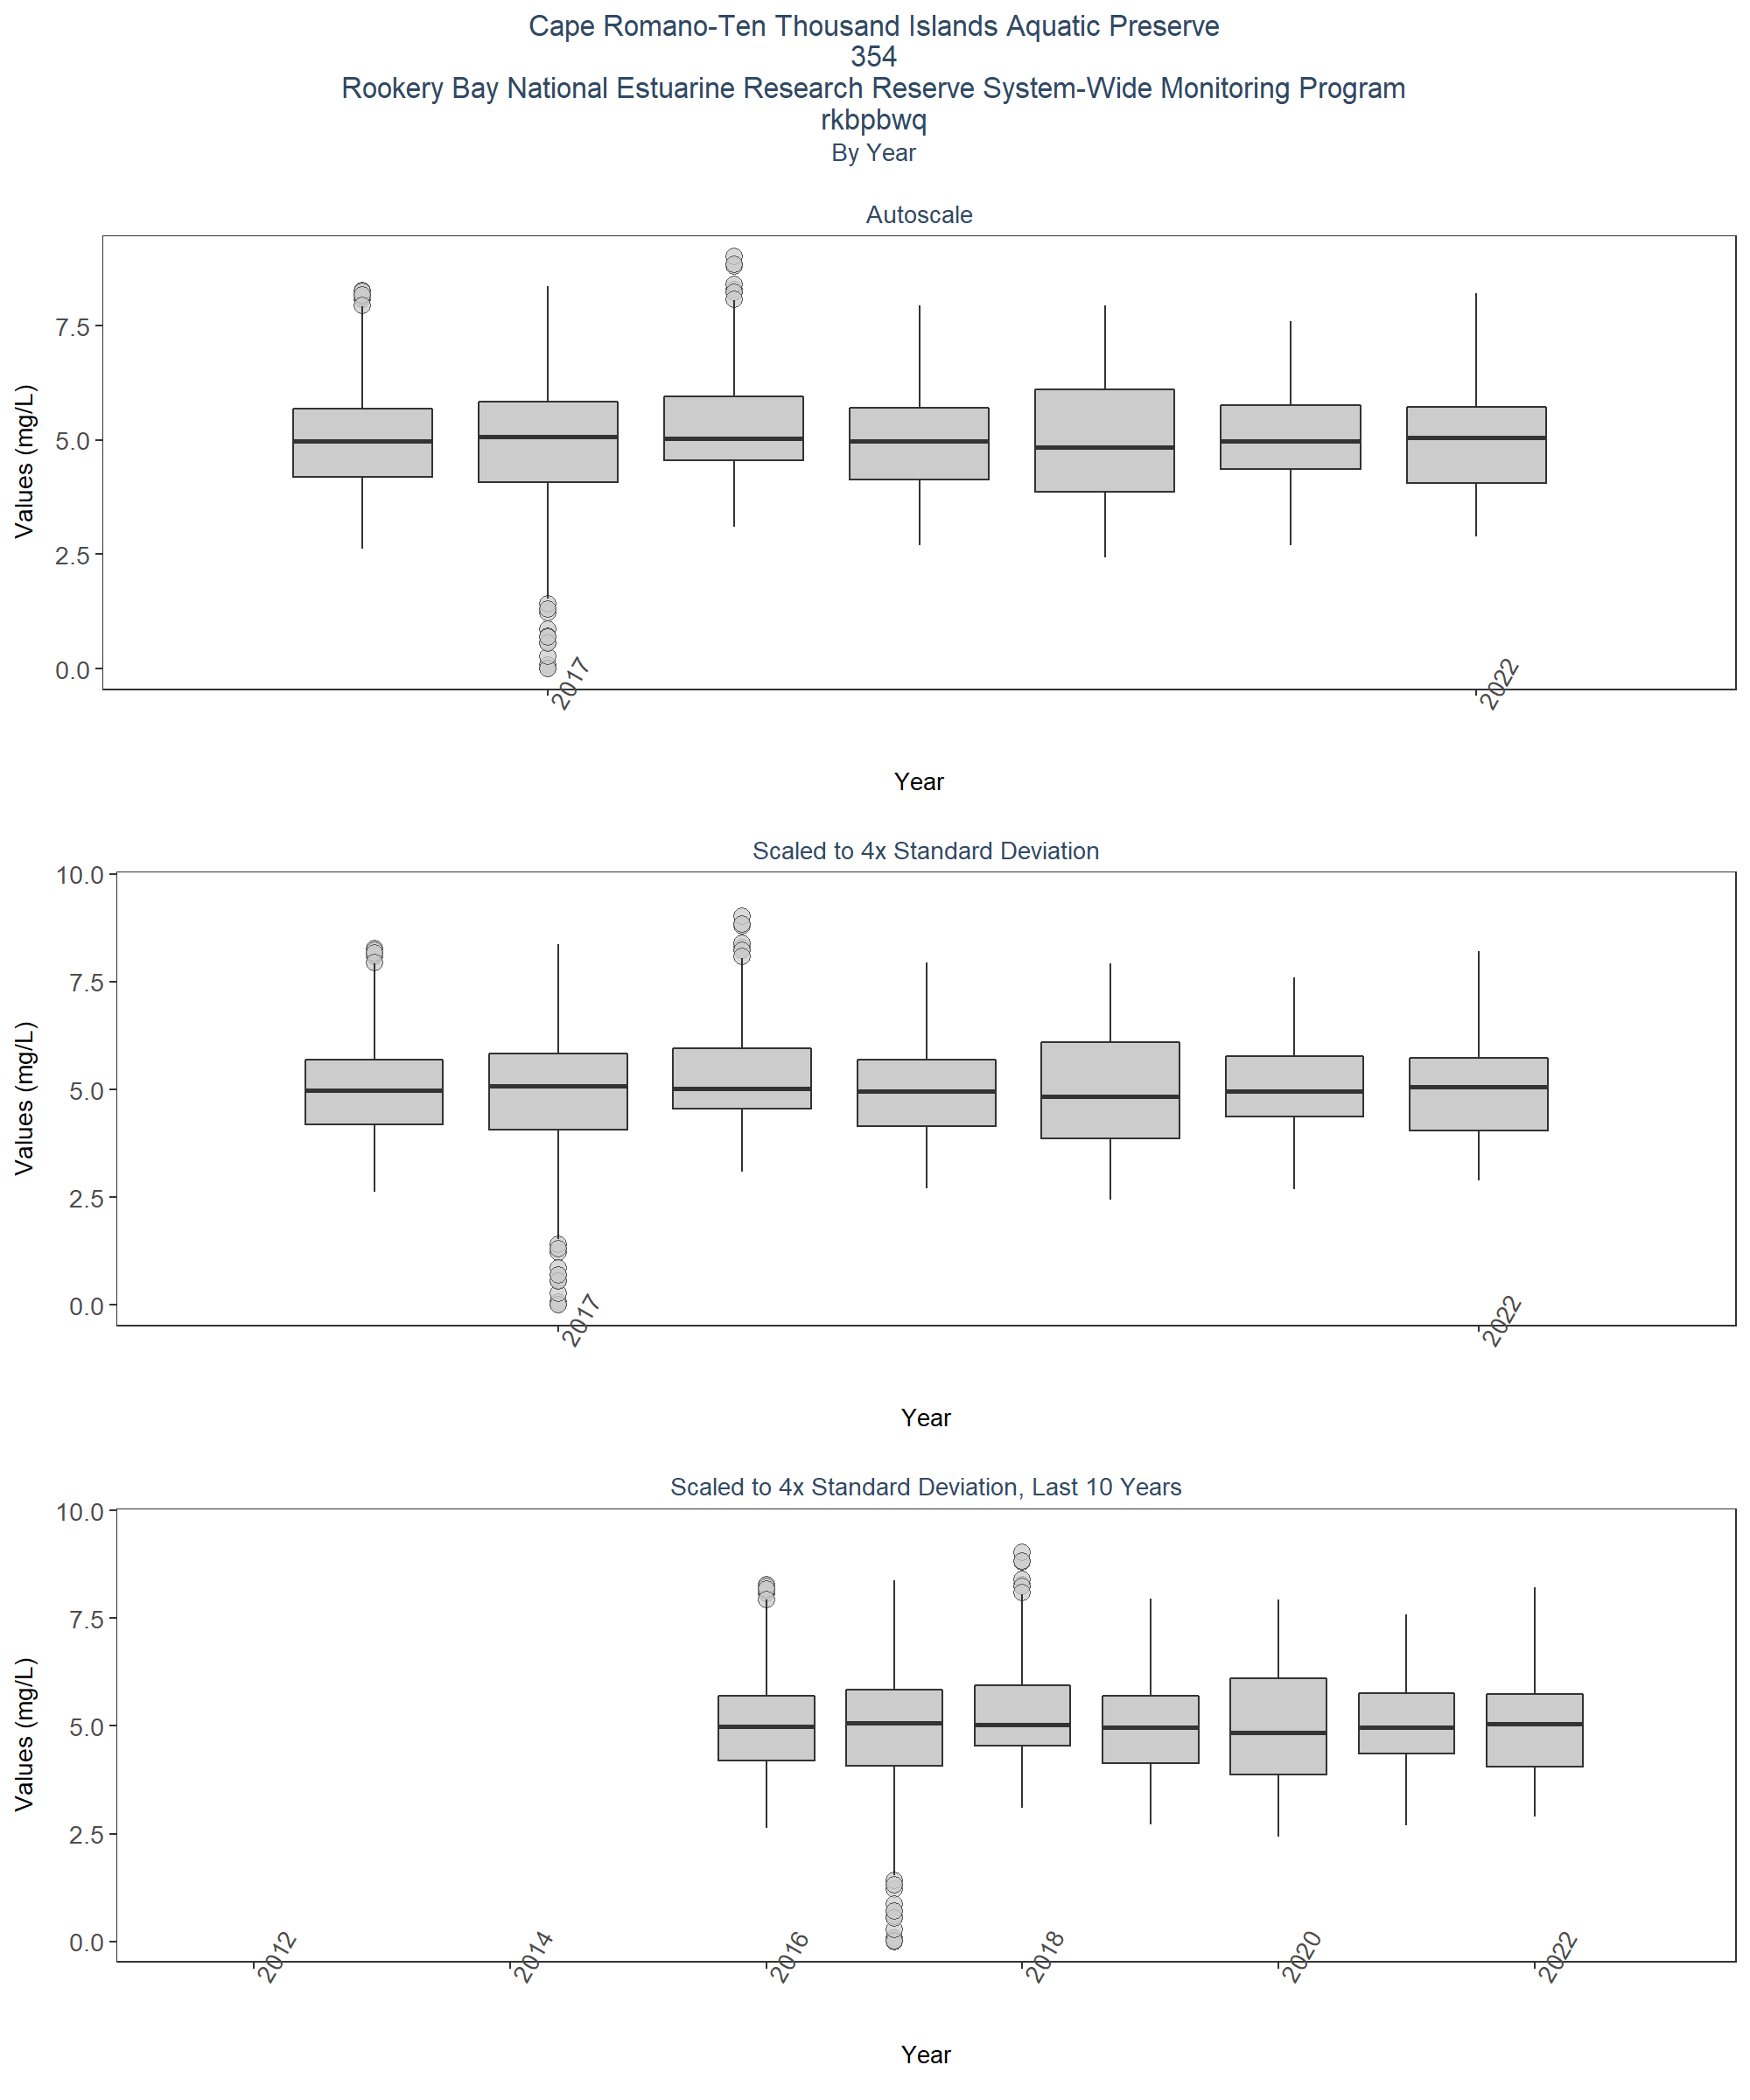 Cape Romano-Ten Thousand Islands Aquatic Preserve
354
Rookery Bay National Estuarine Research Reserve System-Wide Monitoring Program
rkbpbwq
By Year
Autoscale
Values (mg/L)
7.5
5.0
2.5
0.0
2017
2022
Year
Scaled to 4x Standard Deviation
Values (mg/L)
10.0
7.5
5.0
2.5
0.0
2017
2022
Year
Scaled to 4x Standard Deviation, Last 10 Years
Values (mg/L)
10.0
7.5
5.0
2.5
0.0
2012
2014
2016
2018
2020
2022
Year